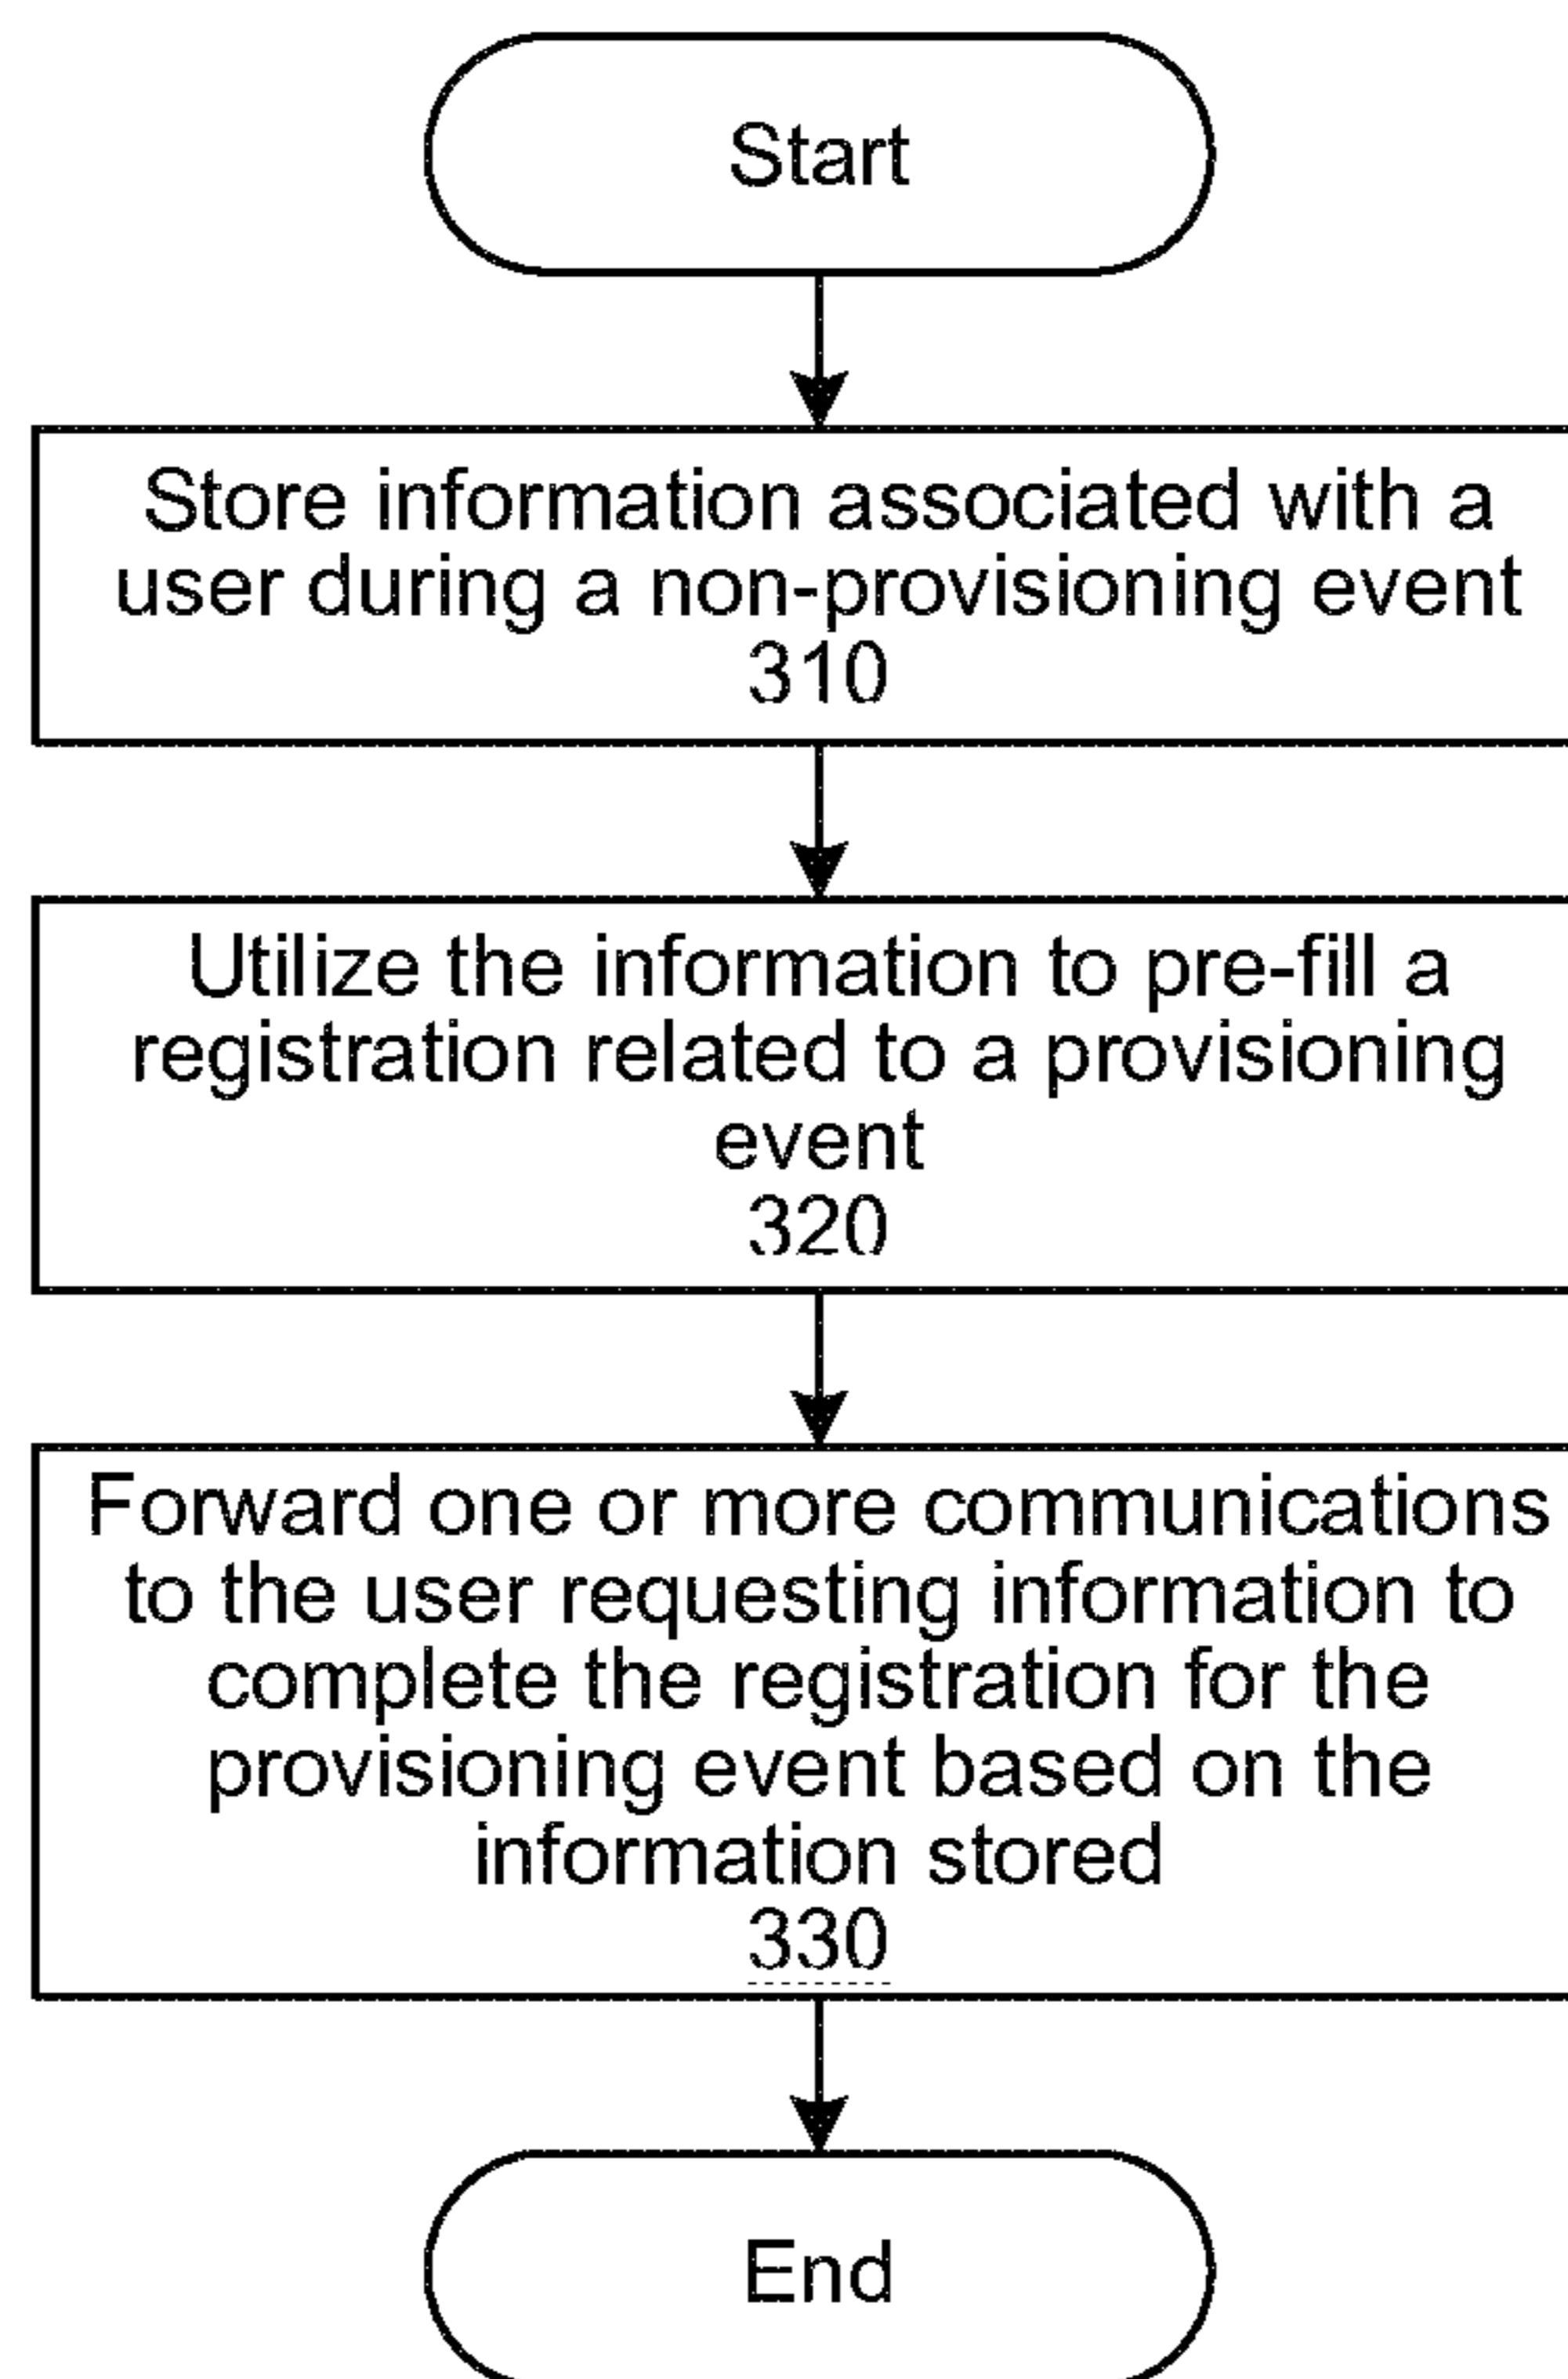 Start
Store information associated with a
user during a non-provisioning event
310
Utilize the information to pre-fill a
registration related to a provisioning
event
320
Forward one or more communications
to the user requesting information to
complete the registration for the
provisioning event based on the
information stored
330
End